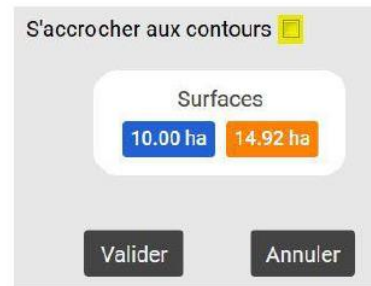 S'accrocher aux contours
Surfaces
10.00 ha 14.92 ha
Valider Annuler